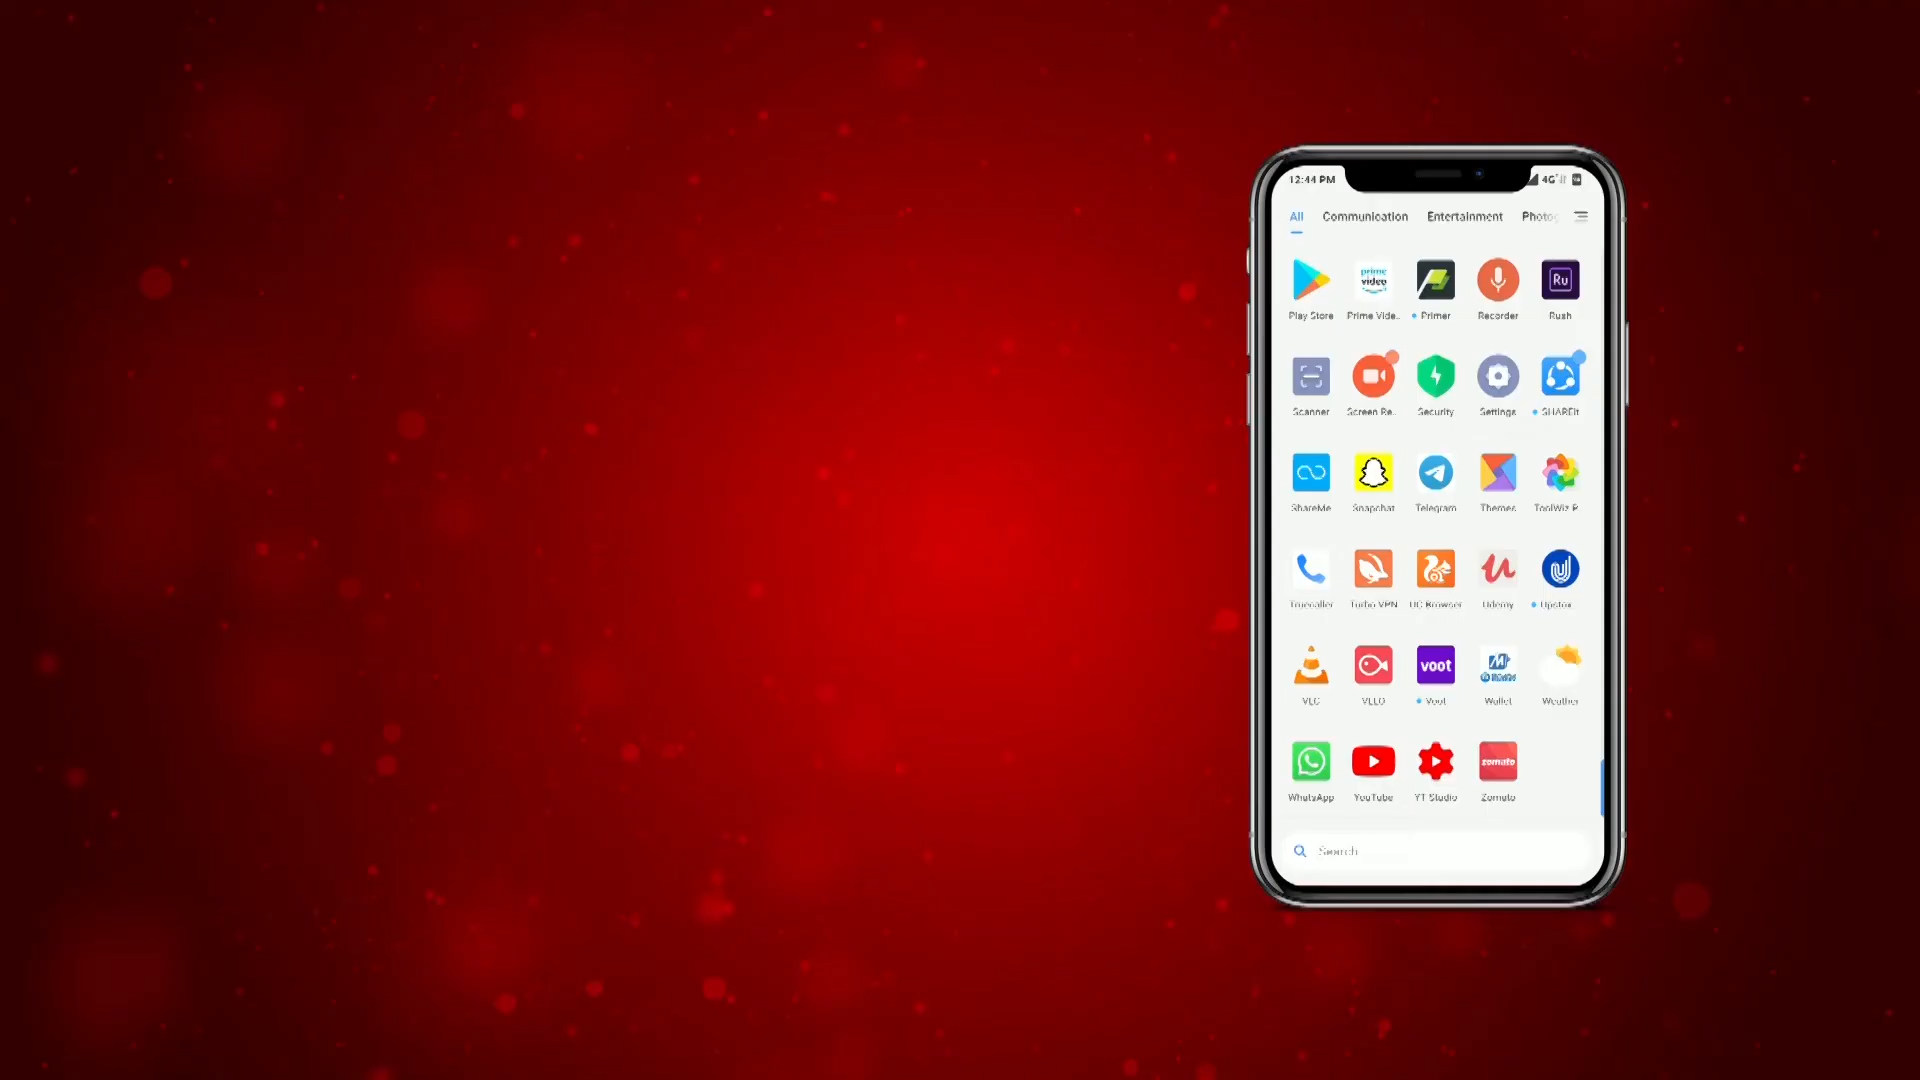 12:44 PM 4G+
All Communication Entertainment Photog
prime video Ru
Play Store Prime Vide.. Primer Recorder Rush
Scanner Screen Re.. Security Settings SHAREit
ShareMe Snapchat Telegram Themes ToolWiz P
Truecaller Turbo VPN UC Browser Udemy Upstox
voot
VLC VLLO Voot Wallet Weather
zomato
WhatsApp YouTube YT Studio Zomato
Search